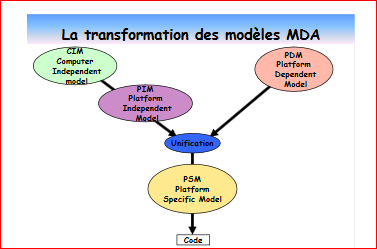 La transformation des modèles MDA
CIM
Computer
Independent
model
PDM
Platform
Dependent
Model
PIM
Platform
Independent
Model
Unification
PSM
Platform
Specific Model
Code